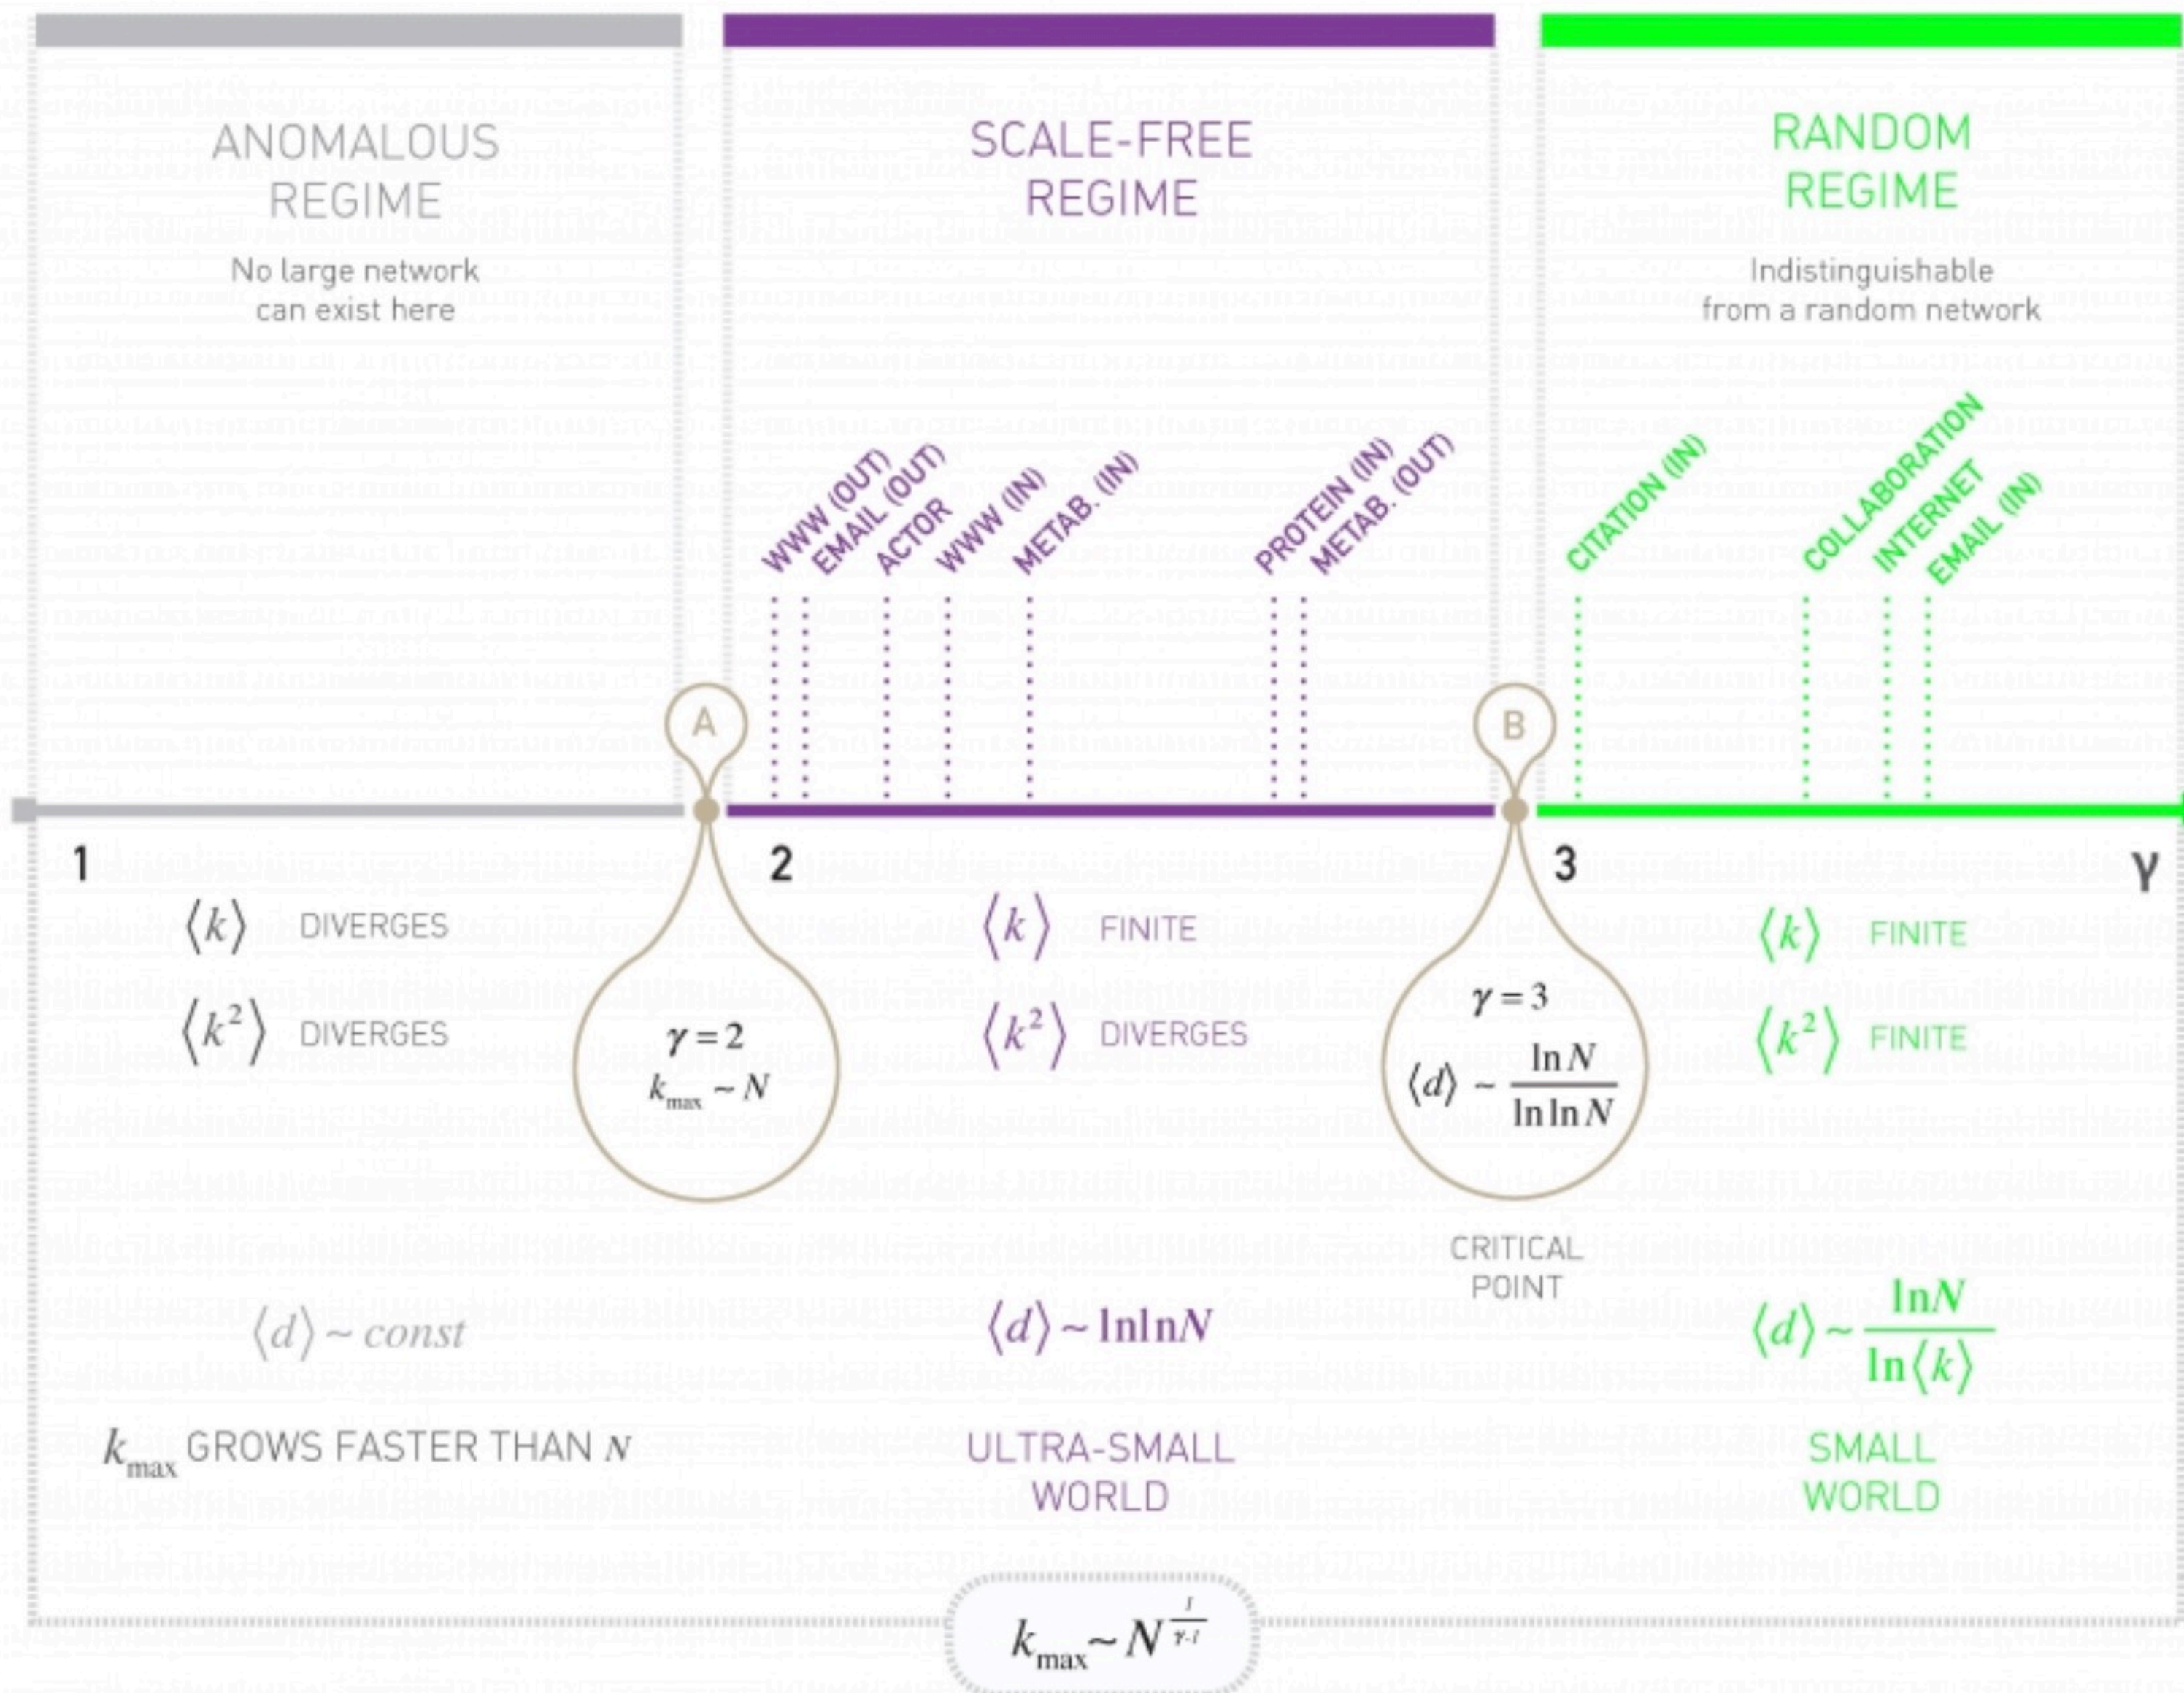 ANOMALOUS
REGIME
No large network
can exist here
SCALE-FREE
REGIME
RANDOM
REGIME
Indistinguishable
from a random network
WWW (OUT)
EMAIL (OUT)
ACTOR
WWW (IN)
METAB. (IN)
PROTEIN (IN)
METAB. (OUT)
CITATION (IN)
COLLABORATION
INTERNET
EMAIL (IN)
A
B
1
2
3
γ
⟨k⟩ DIVERGES
⟨k²⟩ DIVERGES
γ = 2
k_max ~ N
⟨k⟩ FINITE
⟨k²⟩ DIVERGES
γ = 3
⟨d⟩ ~ ln N / ln ln N
⟨k⟩ FINITE
⟨k²⟩ FINITE
CRITICAL
POINT
⟨d⟩ ~ const
⟨d⟩ ~ lnlnN
⟨d⟩ ~ lnN / ln⟨k⟩
k_max GROWS FASTER THAN N
ULTRA-SMALL
WORLD
SMALL
WORLD
k_max ~ N^(1/(γ-1))